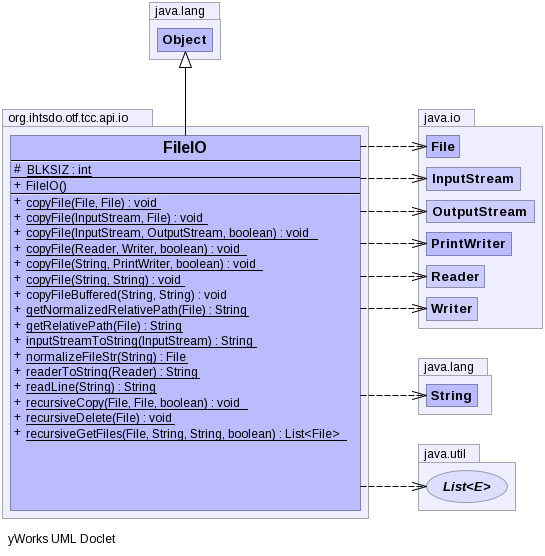 java.lang
Object
org.ihtsdo.otf.tcc.api.io
FileIO
# BLKSIZ : int
+ FileIO()
+ copyFile(File, File) : void
+ copyFile(InputStream, File) : void
+ copyFile(InputStream, OutputStream, boolean) : void
+ copyFile(Reader, Writer, boolean) : void
+ copyFile(String, PrintWriter, boolean) : void
+ copyFile(String, String) : void
+ copyFileBuffered(String, String) : void
+ getNormalizedRelativePath(File) : String
+ getRelativePath(File) : String
+ inputStreamToString(InputStream) : String
+ normalizeFileStr(String) : File
+ readerToString(Reader) : String
+ readLine(String) : String
+ recursiveCopy(File, File, boolean) : void
+ recursiveDelete(File) : void
+ recursiveGetFiles(File, String, String, boolean) : List<File>
java.io
File
InputStream
OutputStream
PrintWriter
Reader
Writer
java.lang
String
java.util
List<E>
yWorks UML Doclet